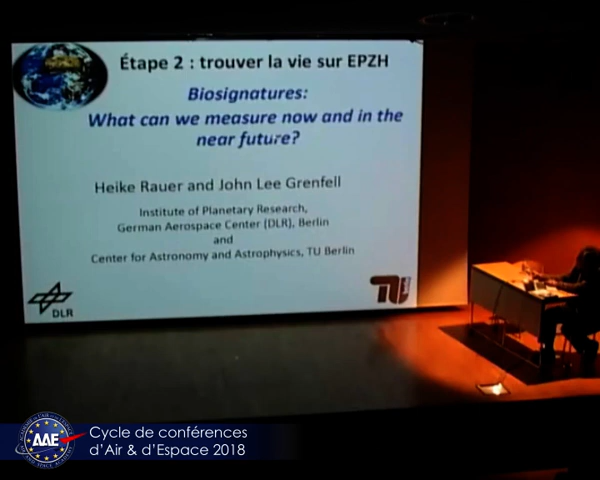 Étape 2 : trouver la vie sur EPZH
Biosignatures:
What can we measure now and in the
near future?
Heike Rauer and John Lee Grenfell
Institute of Planetary Research,
German Aerospace Center (DLR), Berlin
and
Center for Astronomy and Astrophysics, TU Berlin
DLR
AAE
Cycle de conférences
d'Air & d'Espace 2018